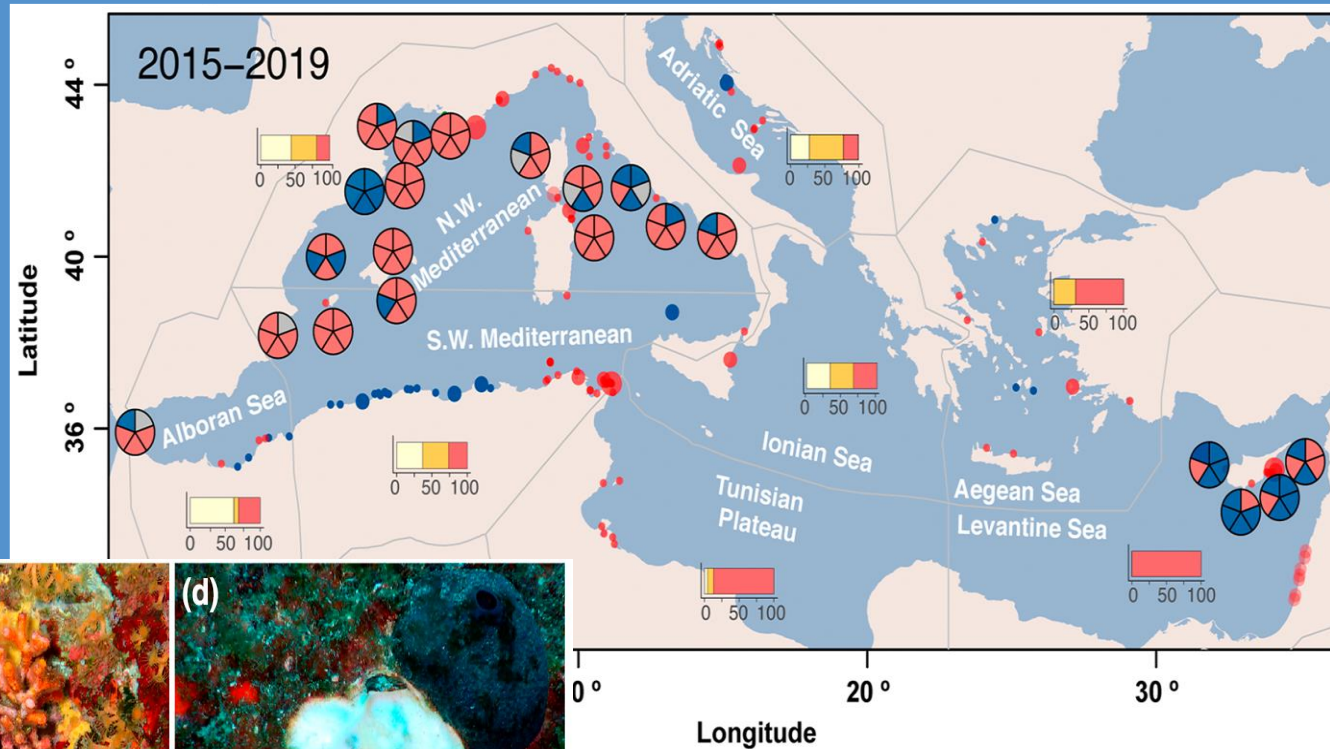 2015–2019
44 º
40 º
36 º
Latitude
Adriatic Sea
N.W.
Mediterranean
S.W. Mediterranean
Alboran Sea
Ionian Sea
Tunisian
Plateau
Aegean Sea
Levantine Sea
0 50 100
0 50 100
0 50 100
0 50 100
0 50 100
0 50 100
0 50 100
0 50 100
(d)
0 º
20 º
30 º
Longitude